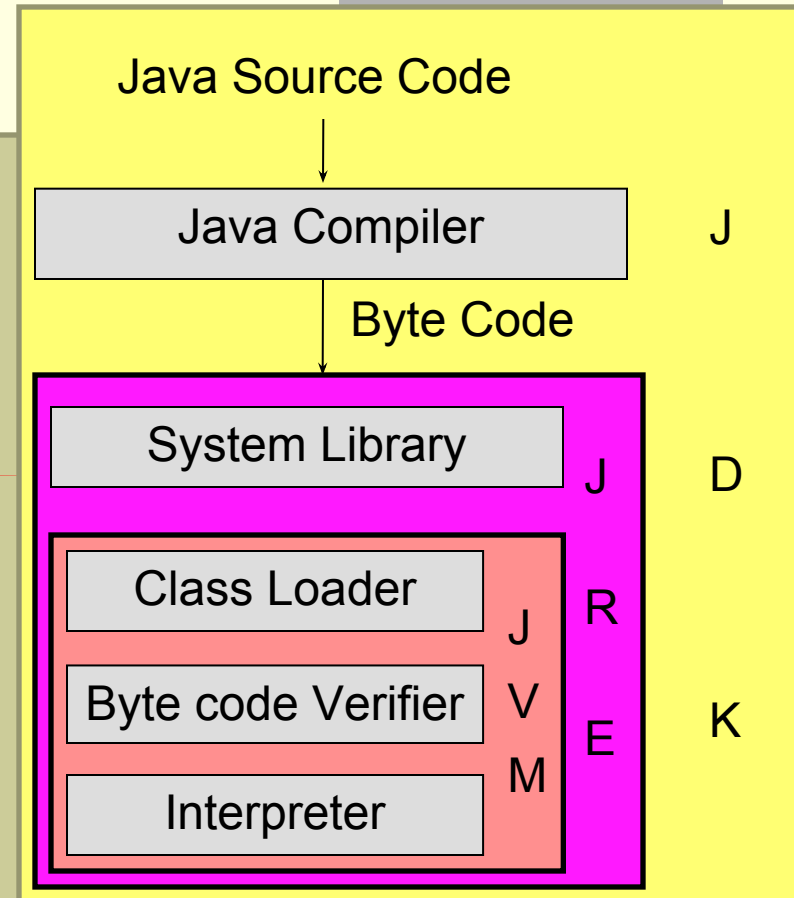 Java Source Code
Java Compiler
J
Byte Code
System Library
J
D
Class Loader
R
J
Byte code Verifier
V
K
E
M
Interpreter